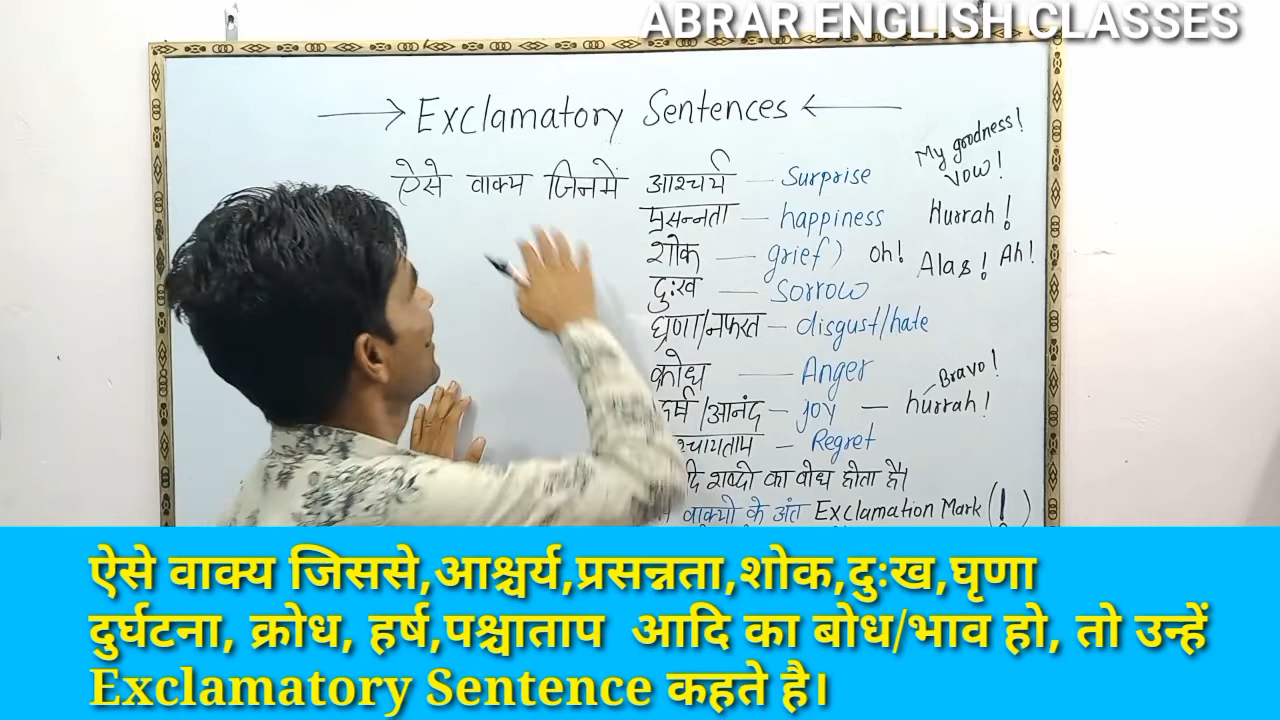 ABRAR ENGLISH CLASSES
Exclamatory Sentences
My goodness!
ऐसे वाक्य जिनमें आश्चर्य — Surprise vow!
प्रसन्नता — happiness Hurrah!
शोक — grief) oh! Alas! Ah!
दुःख — Sorrow
घ्रणा/नफरत — disgust/hate
क्रोध — Anger
Bravo!
हर्ष/आनंद — joy — hurrah!
— Regret
शब्दो का बोध होता है।
वाक्यो के अंत Exclamation Mark (!)
ऐसे वाक्य जिससे,आश्चर्य,प्रसन्नता,शोक,दुःख,घृणा
दुर्घटना, क्रोध, हर्ष,पश्चाताप आदि का बोध/भाव हो, तो उन्हें
Exclamatory Sentence कहते है।